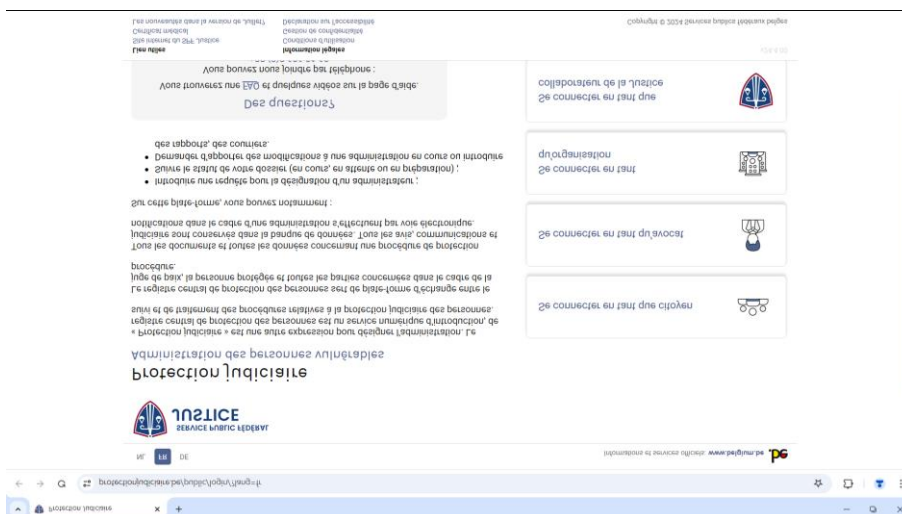 Protection judiciaire
protectionjudiciaire.be/public/login/?lang=fr
NL FR DE
Informations et services officiels www.belgium.be
.be
SERVICE PUBLIC FÉDÉRAL
JUSTICE
Protection judiciaire
Administration des personnes vulnérables
« Protection judiciaire » est une autre expression pour désigner l'administration. Le
registre central de protection des personnes est un service numérique d'introduction, de
suivi et de traitement des procédures relatives à la protection judiciaire des personnes.
Le registre central de protection des personnes sert de plate-forme d'échange entre le
juge de paix, la personne protégée et toutes les parties concernées dans le cadre de la
procédure.
Tous les documents et toutes les données concernant une procédure de protection
judiciaire sont conservés dans la banque de données. Tous les avis, communications et
notifications dans le cadre d'une administration s'effectuent par voie électronique.
Sur cette plate-forme, vous pouvez notamment :
• Introduire une requête pour la désignation d'un administrateur ;
• Suivre le statut de votre dossier (en cours, en attente ou en préparation) ;
• Demander d'apporter des modifications à une administration en cours ou introduire
des rapports, des courriers.
Des questions?
Vous trouverez une FAQ et quelques vidéos sur la page d'aide.
Vous pouvez nous joindre par téléphone :
Se connecter en tant que citoyen
Se connecter en tant qu'avocat
Se connecter en tant
qu'organisation
Se connecter en tant que
collaborateur de la Justice
Lien utiles
Site internet du SPF Justice
Certificat médical
Les nouveautés dans la version de Juillet?
Information légales
Conditions d'utilisation
Gestion de confidentialité
Déclaration sur l'accessibilité
Copyright © 2024 Services publics fédéraux belges